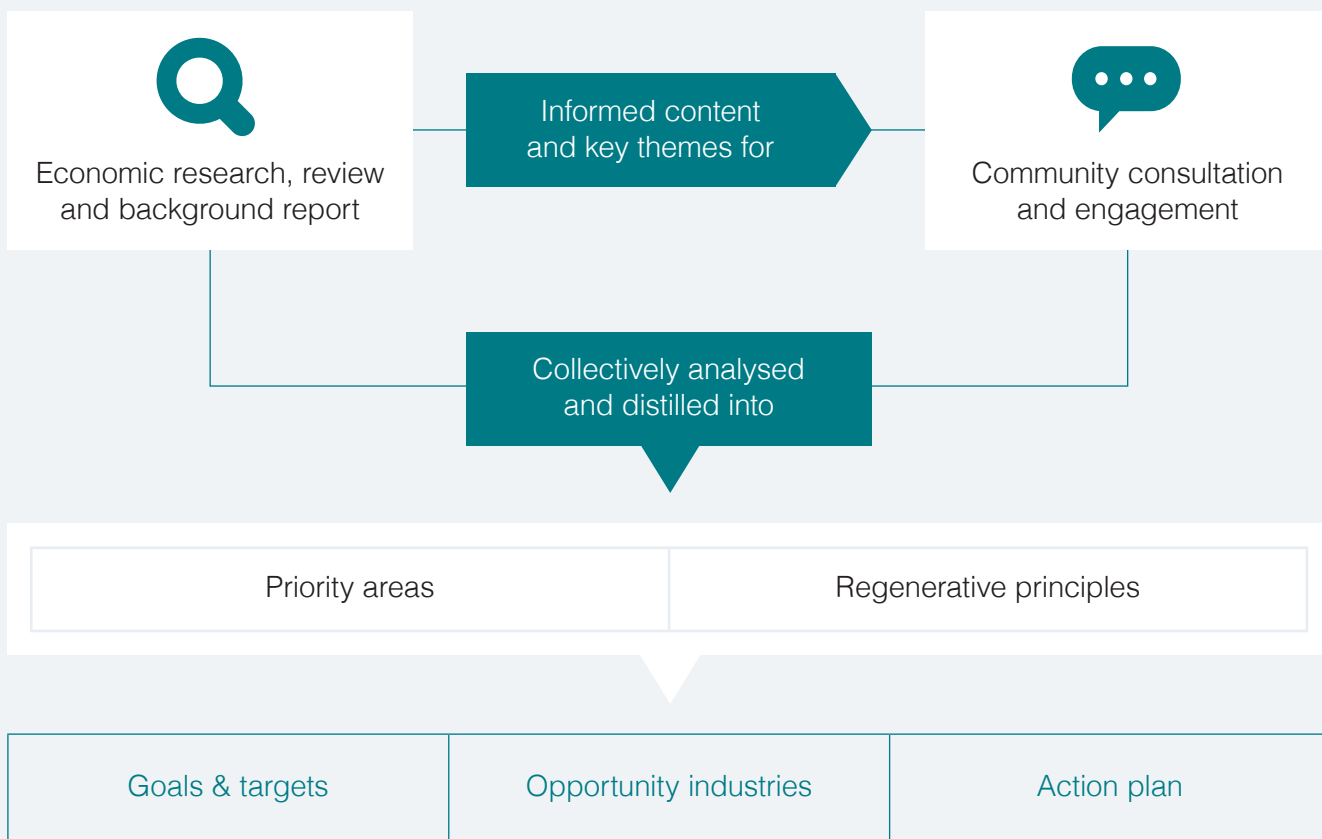 Economic research, review
and background report
Informed content
and key themes for
Community consultation
and engagement
Collectively analysed
and distilled into
Priority areas
Regenerative principles
Goals & targets
Opportunity industries
Action plan